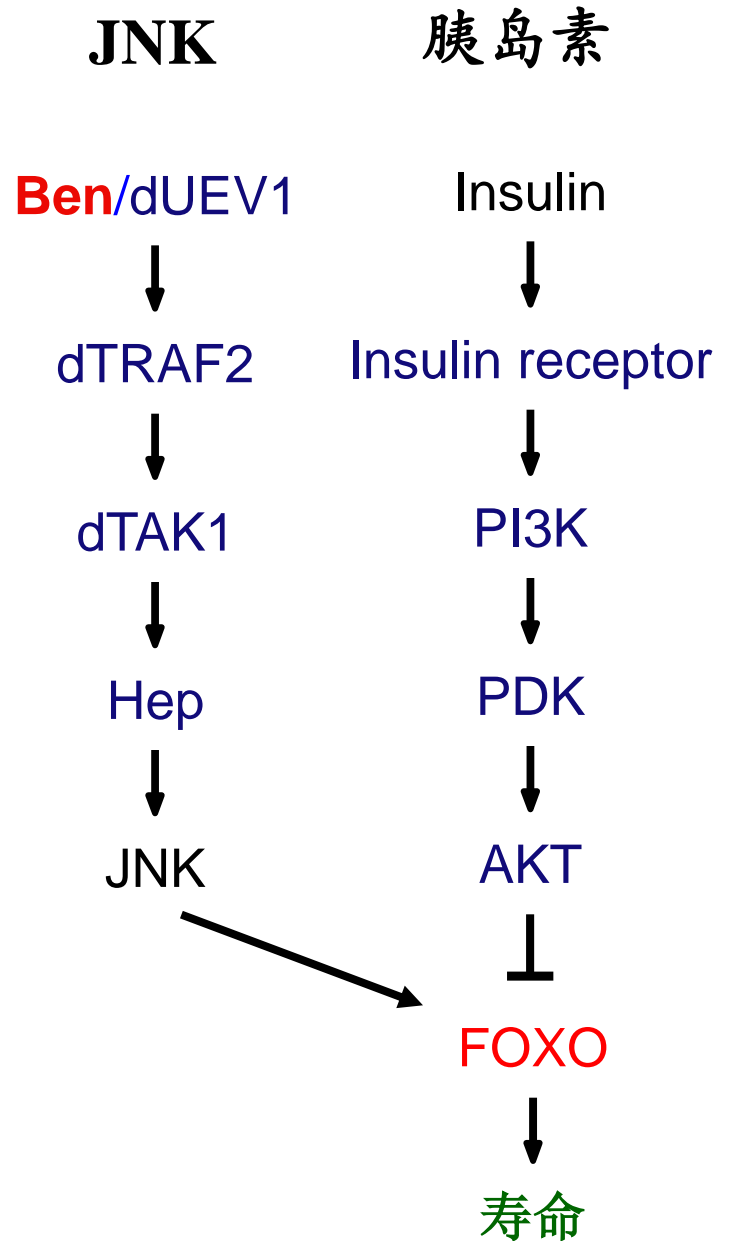 JNK
胰岛素
Ben/dUEV1
Insulin
dTRAF2
Insulin receptor
dTAK1
PI3K
Hep
PDK
JNK
AKT
FOXO
寿命